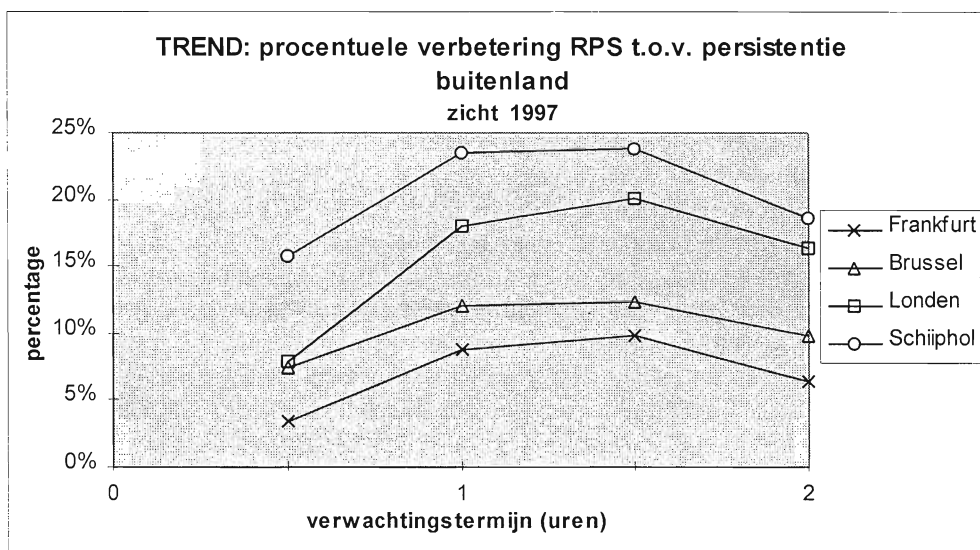 TREND: procentuele verbetering RPS t.o.v. persistentie
buitenland
zicht 1997
25%
20%
15%
10%
5%
0%
percentage
0
1
2
verwachtingstermijn (uren)
Frankfurt
Brussel
Londen
Schiiphol